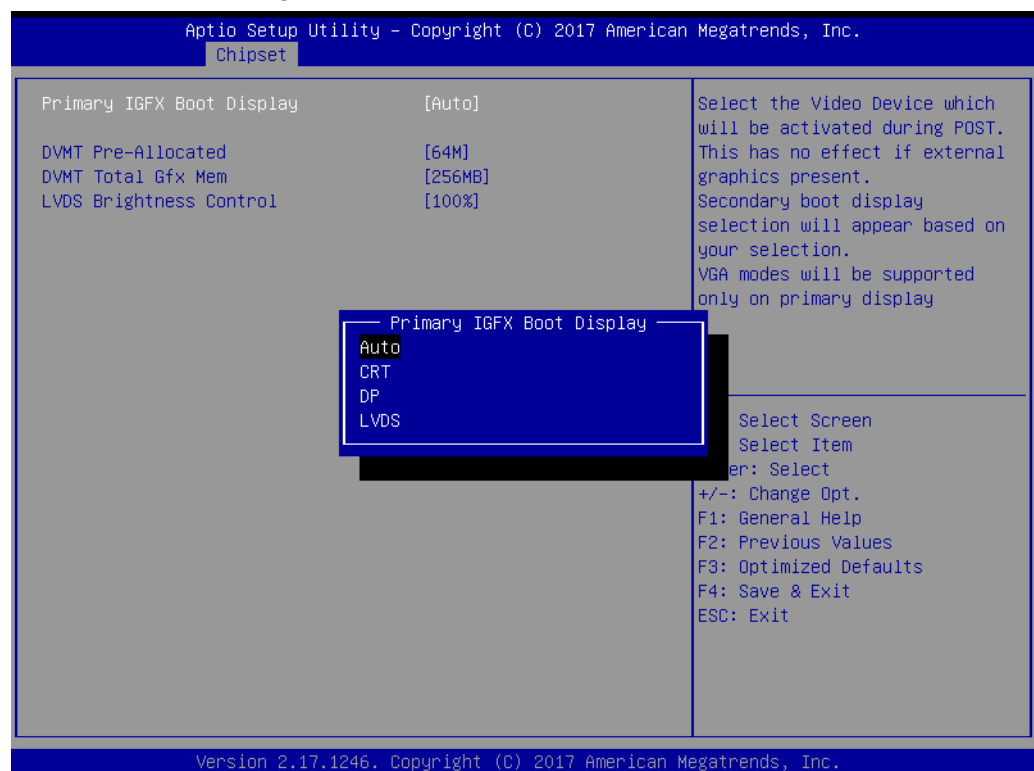 Aptio Setup Utility – Copyright (C) 2017 American Megatrends, Inc.
Chipset
Primary IGFX Boot Display [Auto]
DVMT Pre-Allocated [64M]
DVMT Total Gfx Mem [256MB]
LVDS Brightness Control [100%]
Select the Video Device which
will be activated during POST.
This has no effect if external
graphics present.
Secondary boot display
selection will appear based on
your selection.
VGA modes will be supported
only on primary display
Primary IGFX Boot Display
Auto
CRT
DP
LVDS
Select Screen
Select Item
er: Select
+/-: Change Opt.
F1: General Help
F2: Previous Values
F3: Optimized Defaults
F4: Save & Exit
ESC: Exit
Version 2.17.1246. Copyright (C) 2017 American Megatrends, Inc.